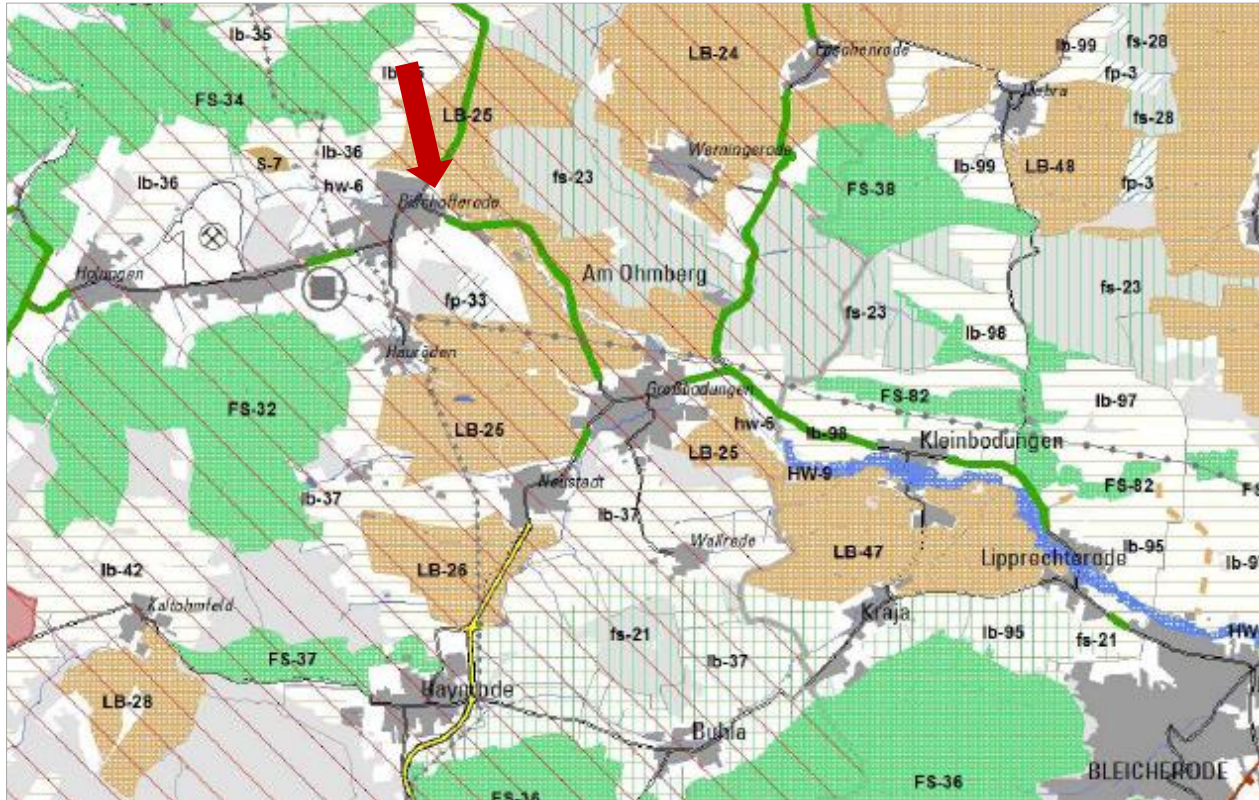 lb-35
LB-24
Epschenrode
lb-99
fs-28
fp-3
FS-34
LB-25
fs-28
S-7
lb-36
lb-36
hw-6
fs-23
Werningerode
FS-38
lb-99
LB-48
fp-3
Bischofferode
Holungen
Am Ohmberg
fp-33
fs-23
fs-23
lb-98
Hauröden
FS-32
Großbodungen
FS-82
lb-97
LB-25
hw-6
lb-98
Kleinbodungen
LB-25
HW-9
FS-82
lb-37
Neustadt
lb-37
Wallrode
LB-47
Lipprechterode
lb-95
lb-42
LB-26
Kaltohmfeld
Kraja
fs-21
lb-95
fs-21
HW
FS-37
lb-37
LB-28
Haynrode
Buhla
FS-36
FS-36
BLEICHERODE